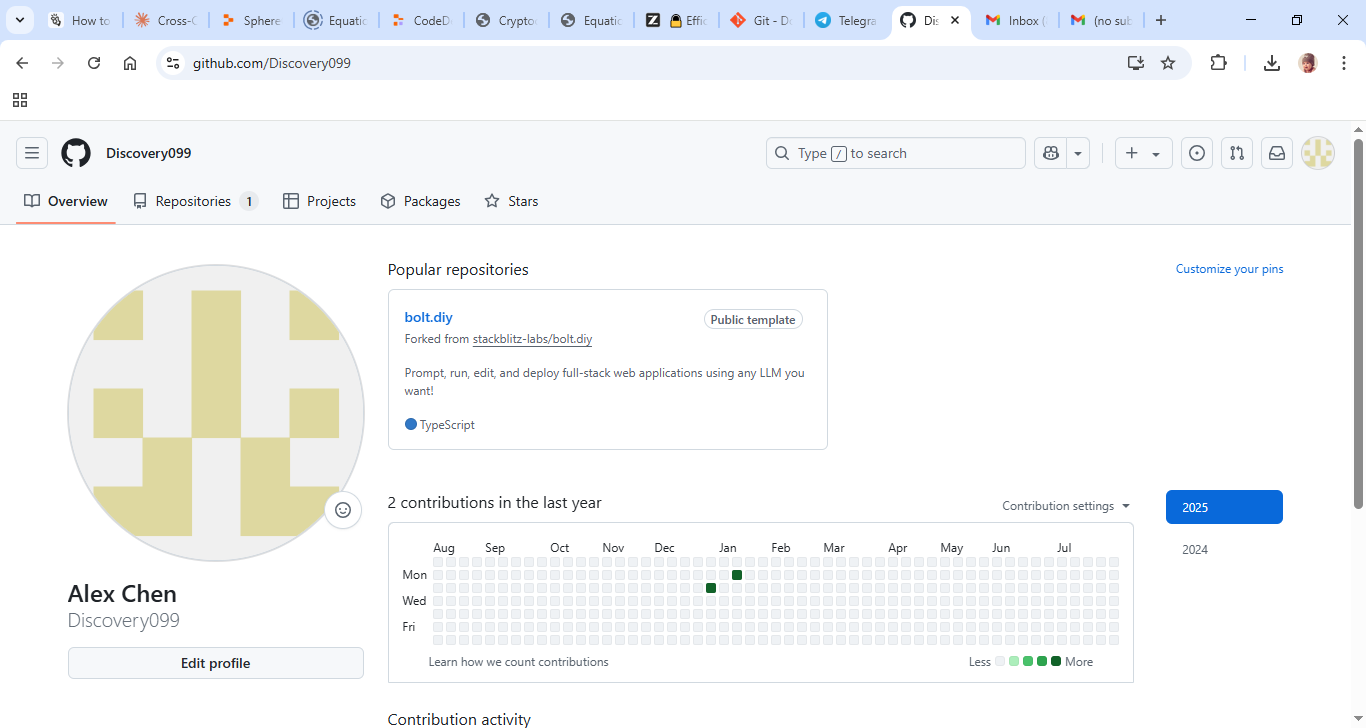 How to
Cross-C
Sphere
Equatic
CodeDe
Crypto
Equatic
Effic
Git - Do
Telegra
Dis
Inbox (
(no sub
github.com/Discovery099
Discovery099
Type / to search
Overview
Repositories 1
Projects
Packages
Stars
Popular repositories
Customize your pins
bolt.diy
Public template
Forked from stackblitz-labs/bolt.diy
Prompt, run, edit, and deploy full-stack web applications using any LLM you
want!
TypeScript
2 contributions in the last year
Contribution settings
2025
2024
Aug Sep Oct Nov Dec Jan Feb Mar Apr May Jun Jul
Mon
Wed
Fri
Learn how we count contributions
Less More
Alex Chen
Discovery099
Edit profile
Contribution activity